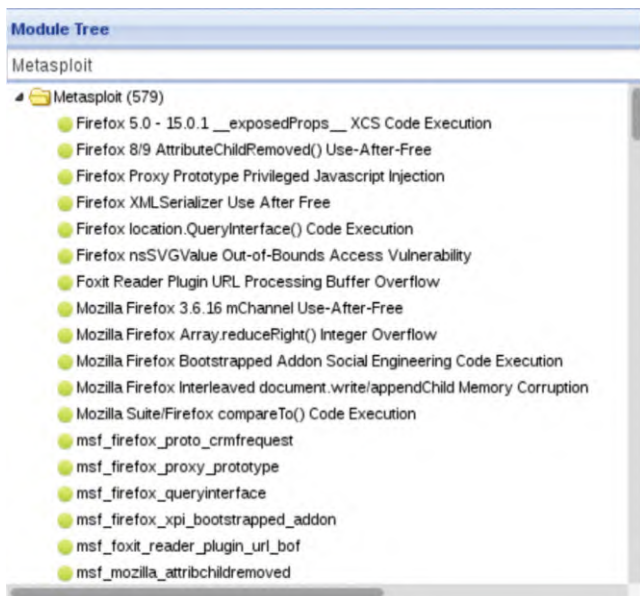 Module Tree
Metasploit
Metasploit (579)
Firefox 5.0 - 15.0.1 __exposedProps__ XCS Code Execution
Firefox 8/9 AttributeChildRemoved() Use-After-Free
Firefox Proxy Prototype Privileged Javascript Injection
Firefox XMLSerializer Use After Free
Firefox location.QueryInterface() Code Execution
Firefox nsSVGValue Out-of-Bounds Access Vulnerability
Foxit Reader Plugin URL Processing Buffer Overflow
Mozilla Firefox 3.6.16 mChannel Use-After-Free
Mozilla Firefox Array.reduceRight() Integer Overflow
Mozilla Firefox Bootstrapped Addon Social Engineering Code Execution
Mozilla Firefox Interleaved document.write/appendChild Memory Corruption
Mozilla Suite/Firefox compareTo() Code Execution
msf_firefox_proto_crmfrequest
msf_firefox_proxy_prototype
msf_firefox_queryinterface
msf_firefox_xpi_bootstrapped_addon
msf_foxit_reader_plugin_url_bof
msf_mozilla_attribchildremoved